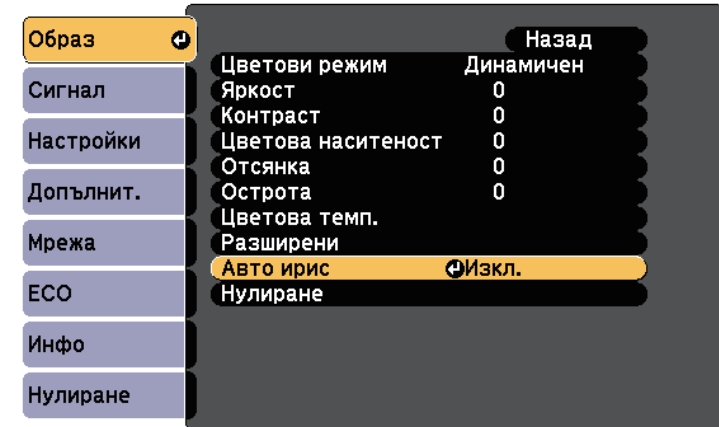 Образ
Сигнал
Настройки
Допълнит.
Мрежа
ECO
Инфо
Нулиране
Назад
Цветови режим Динамичен
Яркост 0
Контраст 0
Цветова наситеност 0
Отсянка 0
Острота 0
Цветова темп.
Разширени
Авто ирис Изкл.
Нулиране